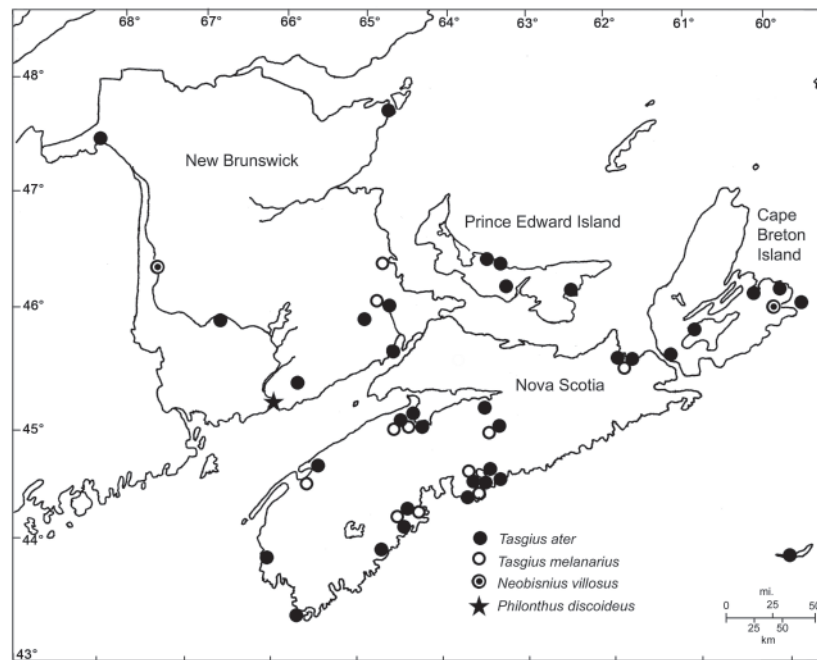 68° 67° 66° 65° 64° 63° 62° 61° 60°
48°
New Brunswick
47°
Prince Edward Island
Cape
Breton
Island
46°
Nova Scotia
45°
44°
Tasgius ater
Tasgius melanarius
Neobisnius villosus
Philonthus discoideus
mi.
0 25 50
25 50
km
43°